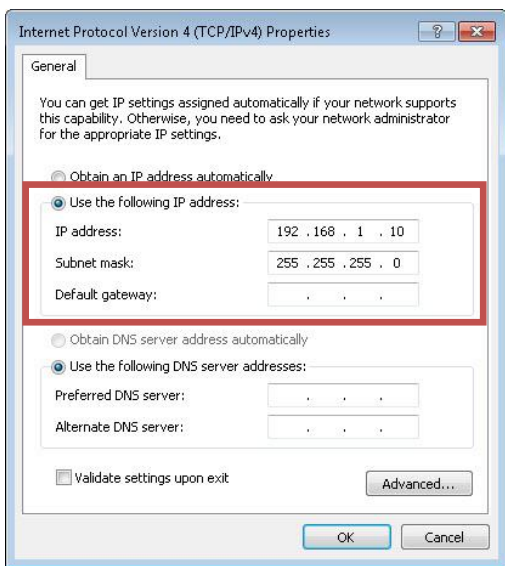 Internet Protocol Version 4 (TCP/IPv4) Properties
General
You can get IP settings assigned automatically if your network supports
this capability. Otherwise, you need to ask your network administrator
for the appropriate IP settings.
Obtain an IP address automatically
Use the following IP address:
IP address: 192 . 168 . 1 . 10
Subnet mask: 255 . 255 . 255 . 0
Default gateway: . . .
Obtain DNS server address automatically
Use the following DNS server addresses:
Preferred DNS server: . . .
Alternate DNS server: . . .
Validate settings upon exit
Advanced...
OK Cancel